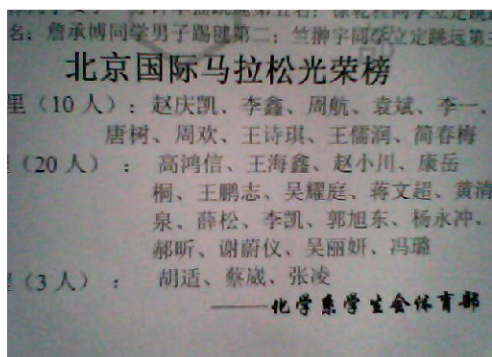 名；詹承博同学男子踢毽第二；竺翀宇同学立定跳远第三
北京国际马拉松光荣榜
里（10人）：赵庆凯、李鑫、周航、袁斌、李一、
唐树、周欢、王诗琪、王儒润、简春梅
（20人）：高鸿信、王海鑫、赵小川、康岳
桐、王鹏志、吴耀庭、蒋文超、黄清
泉、薛松、李凯、郭旭东、杨永冲、
郝昕、谢蔚仪、吴丽妍、冯璐
（3人）：胡适、蔡崴、张凌
——化学系学生会体育部